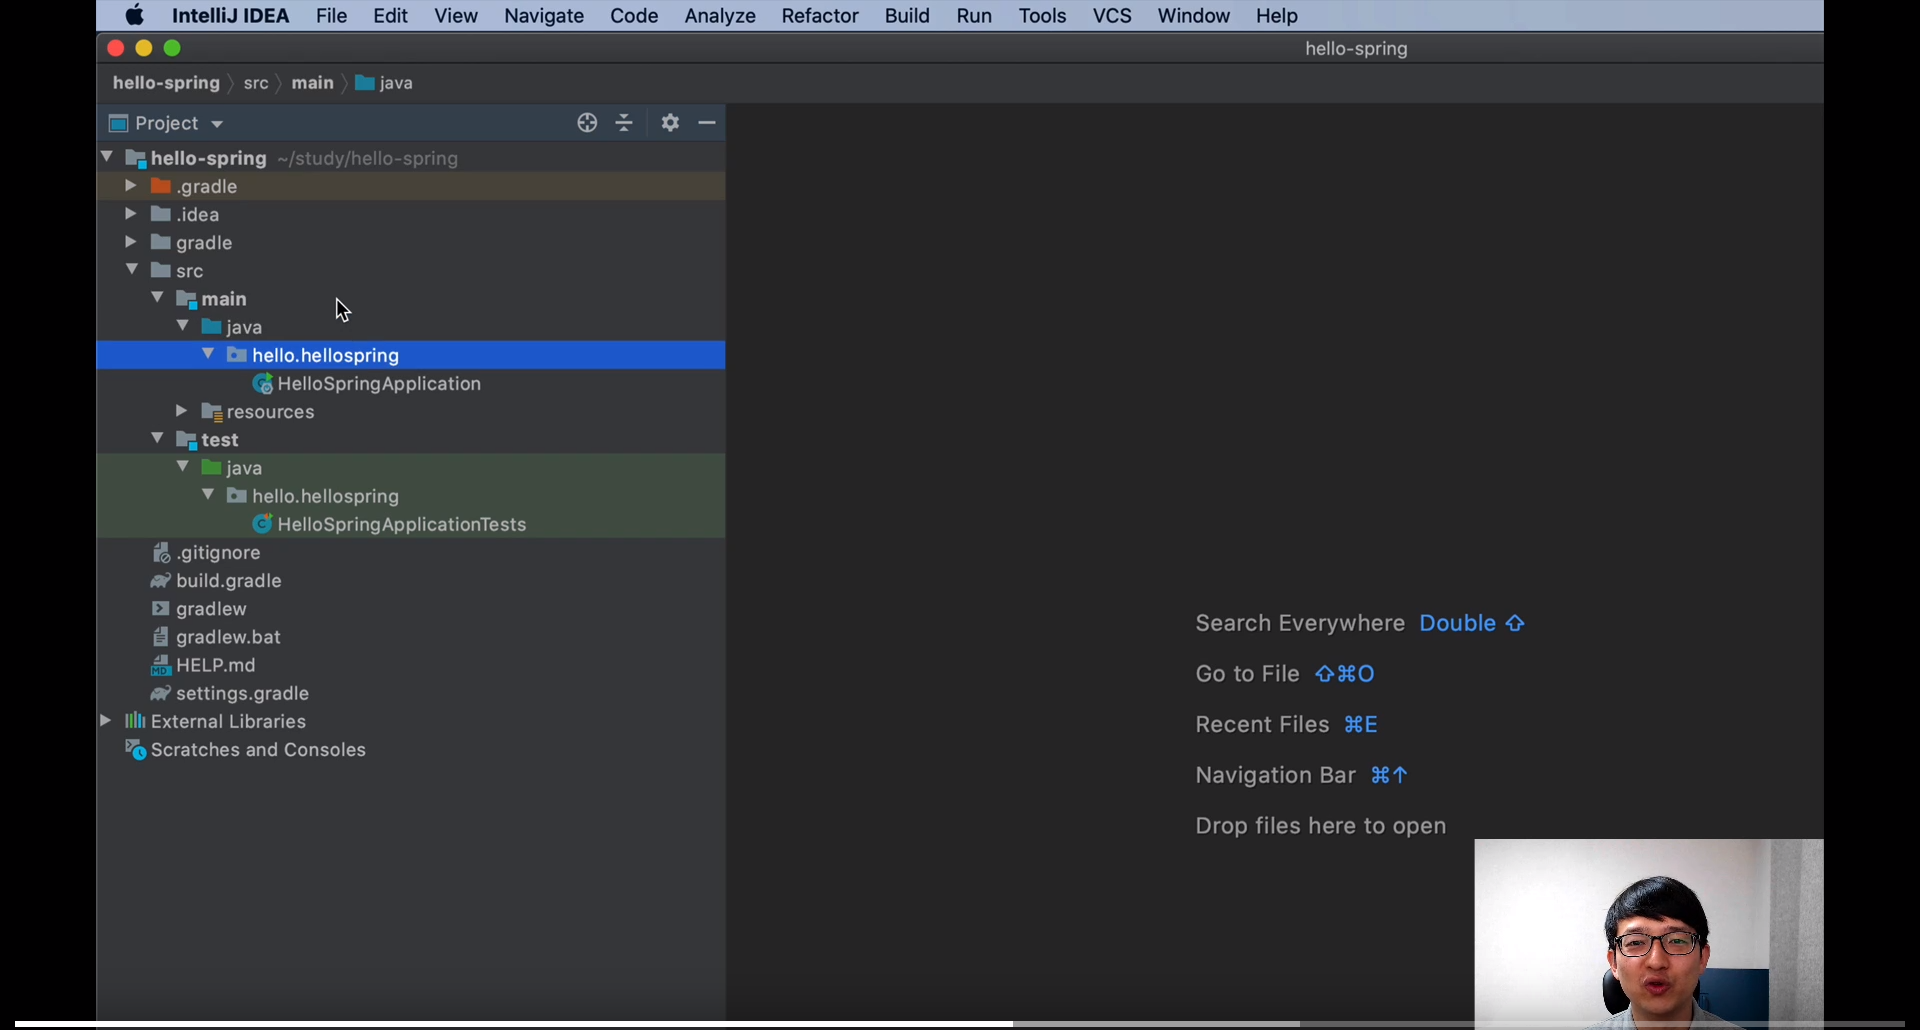 IntelliJ IDEA File Edit View Navigate Code Analyze Refactor Build Run Tools VCS Window Help
hello-spring
hello-spring src main java
Project
hello-spring ~/study/hello-spring
.gradle
.idea
gradle
src
main
java
hello.hellospring
HelloSpringApplication
resources
test
java
hello.hellospring
HelloSpringApplicationTests
.gitignore
build.gradle
gradlew
gradlew.bat
HELP.md
settings.gradle
External Libraries
Scratches and Consoles
Search Everywhere Double ⇧
Go to File ⇧⌘O
Recent Files ⌘E
Navigation Bar ⌘↑
Drop files here to open